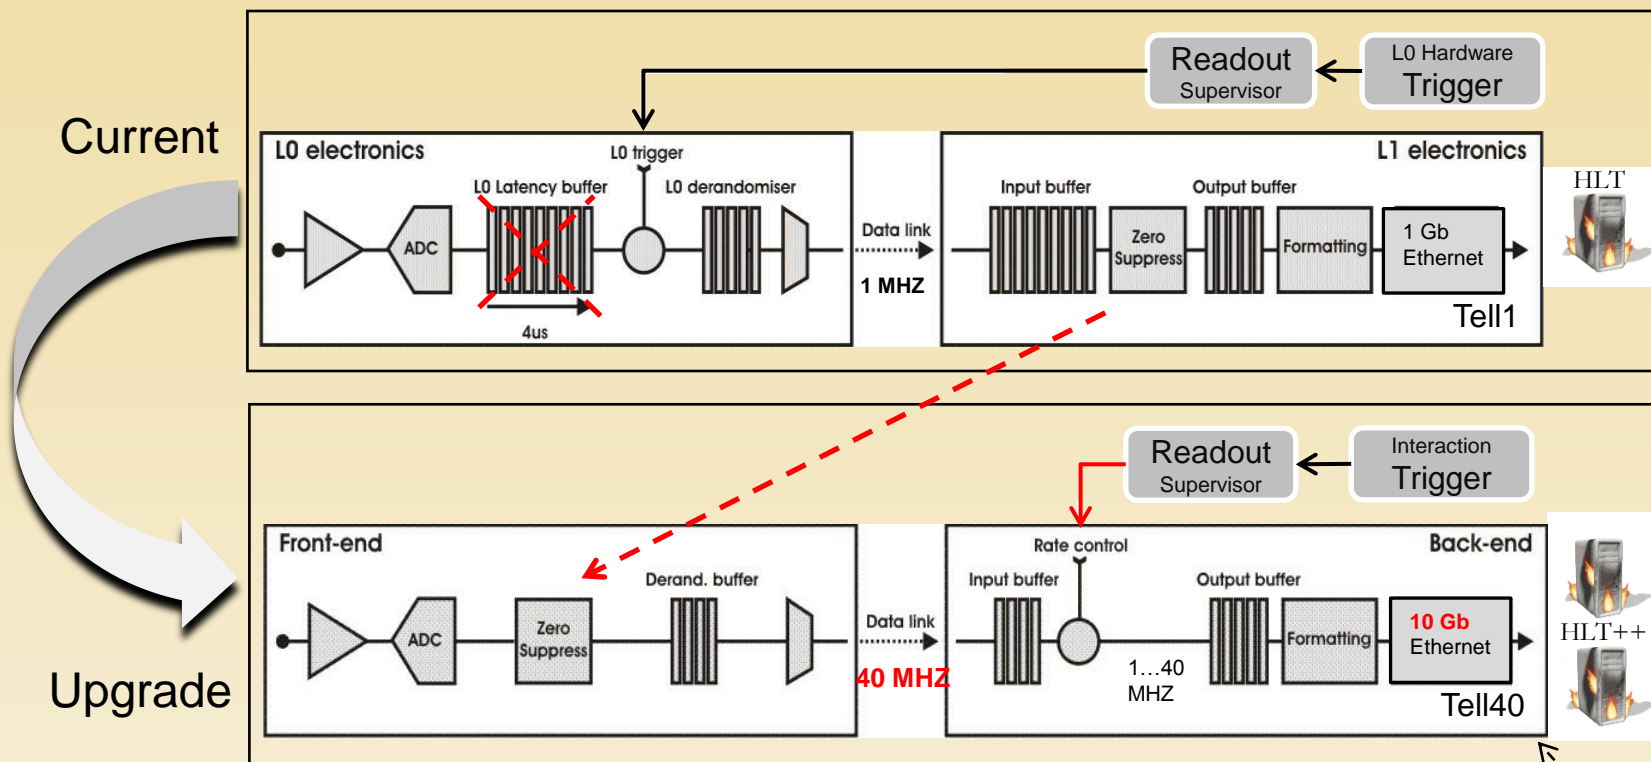 Current
Readout
Supervisor
L0 Hardware
Trigger
L0 electronics
L0 trigger
L0 Latency buffer
L0 derandomiser
ADC
4us
Data link
1 MHZ
L1 electronics
Input buffer
Output buffer
Zero
Suppress
Formatting
1 Gb
Ethernet
Tell1
HLT
Upgrade
Readout
Supervisor
Interaction
Trigger
Front-end
Derand. buffer
ADC
Zero
Suppress
Data link
40 MHZ
Back-end
Rate control
Input buffer
Output buffer
1...40
MHZ
Formatting
10 Gb
Ethernet
Tell40
HLT++